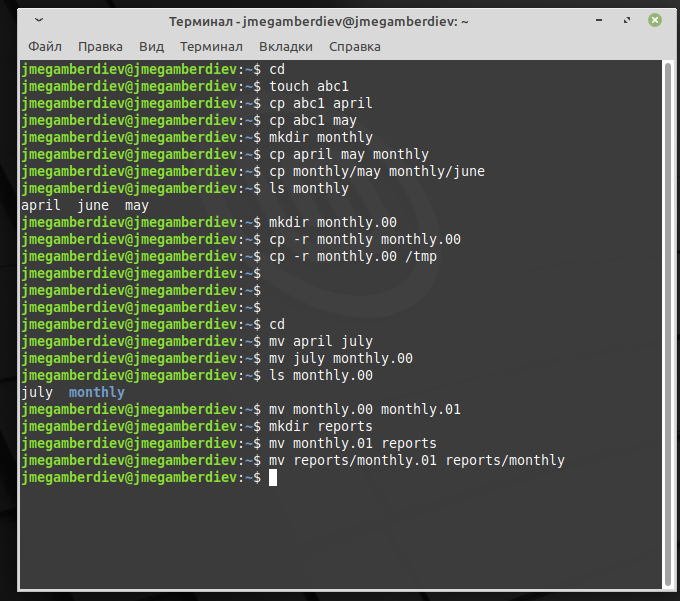 Терминал - jmegamberdiev@jmegamberdiev: ~
Файл Правка Вид Терминал Вкладки Справка
jmegamberdiev@jmegamberdiev:~$ cd
jmegamberdiev@jmegamberdiev:~$ touch abc1
jmegamberdiev@jmegamberdiev:~$ cp abc1 april
jmegamberdiev@jmegamberdiev:~$ cp abc1 may
jmegamberdiev@jmegamberdiev:~$ mkdir monthly
jmegamberdiev@jmegamberdiev:~$ cp april may monthly
jmegamberdiev@jmegamberdiev:~$ cp monthly/may monthly/june
jmegamberdiev@jmegamberdiev:~$ ls monthly
april  june  may
jmegamberdiev@jmegamberdiev:~$ mkdir monthly.00
jmegamberdiev@jmegamberdiev:~$ cp -r monthly monthly.00
jmegamberdiev@jmegamberdiev:~$ cp -r monthly.00 /tmp
jmegamberdiev@jmegamberdiev:~$
jmegamberdiev@jmegamberdiev:~$
jmegamberdiev@jmegamberdiev:~$
jmegamberdiev@jmegamberdiev:~$ cd
jmegamberdiev@jmegamberdiev:~$ mv april july
jmegamberdiev@jmegamberdiev:~$ mv july monthly.00
jmegamberdiev@jmegamberdiev:~$ ls monthly.00
july  monthly
jmegamberdiev@jmegamberdiev:~$ mv monthly.00 monthly.01
jmegamberdiev@jmegamberdiev:~$ mkdir reports
jmegamberdiev@jmegamberdiev:~$ mv monthly.01 reports
jmegamberdiev@jmegamberdiev:~$ mv reports/monthly.01 reports/monthly
jmegamberdiev@jmegamberdiev:~$